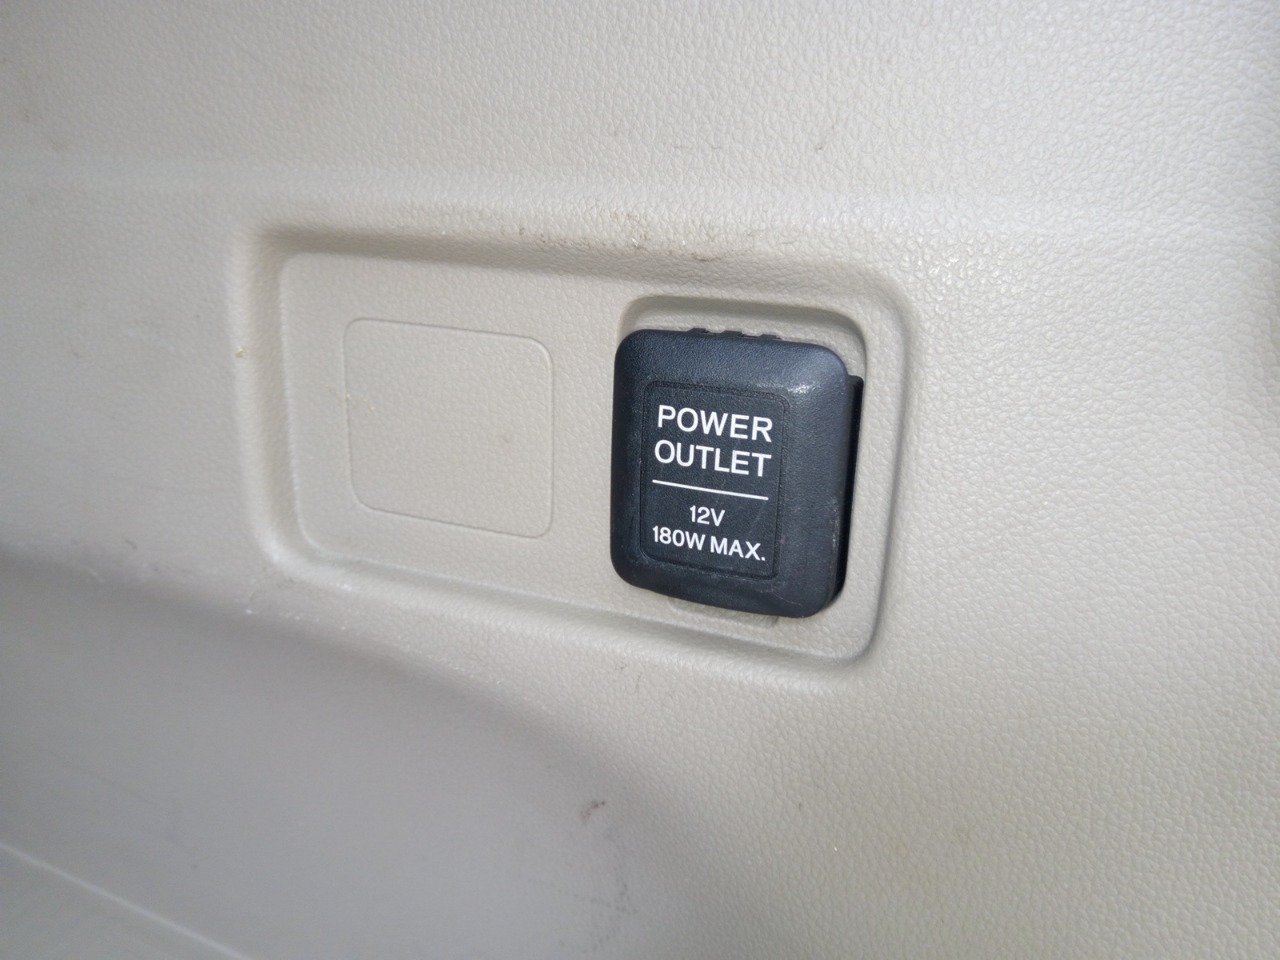 POWER
OUTLET
12V
180W MAX.